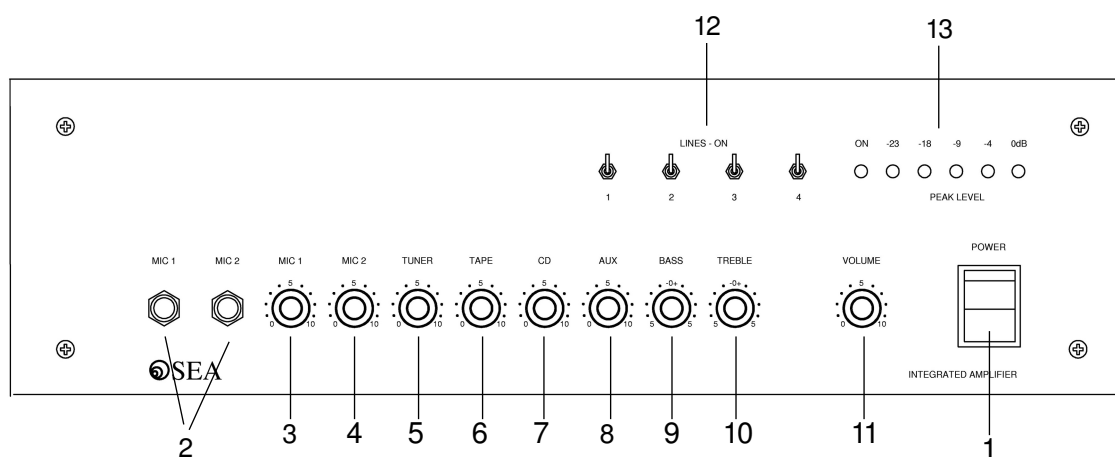 12 13
LINES - ON
ON -23 -18 -9 -4 0dB
1 2 3 4
PEAK LEVEL
POWER
MIC 1 MIC 2 MIC 1 MIC 2 TUNER TAPE CD AUX BASS TREBLE VOLUME
5 5 5 5 5 5 -0+ -0+ 5
0 10 0 10 0 10 0 10 0 10 0 10 5 5 5 5 0 10
SEA
INTEGRATED AMPLIFIER
2 3 4 5 6 7 8 9 10 11 1